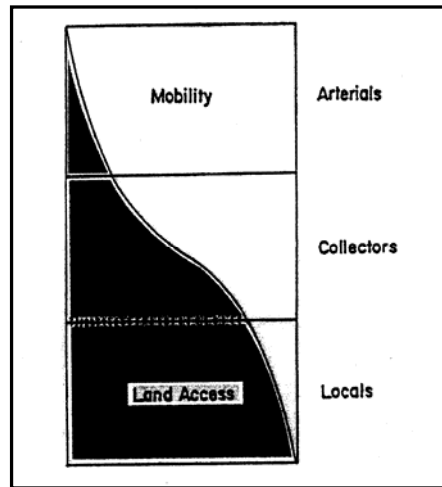 Mobility
Arterials
Collectors
Land Access
Locals